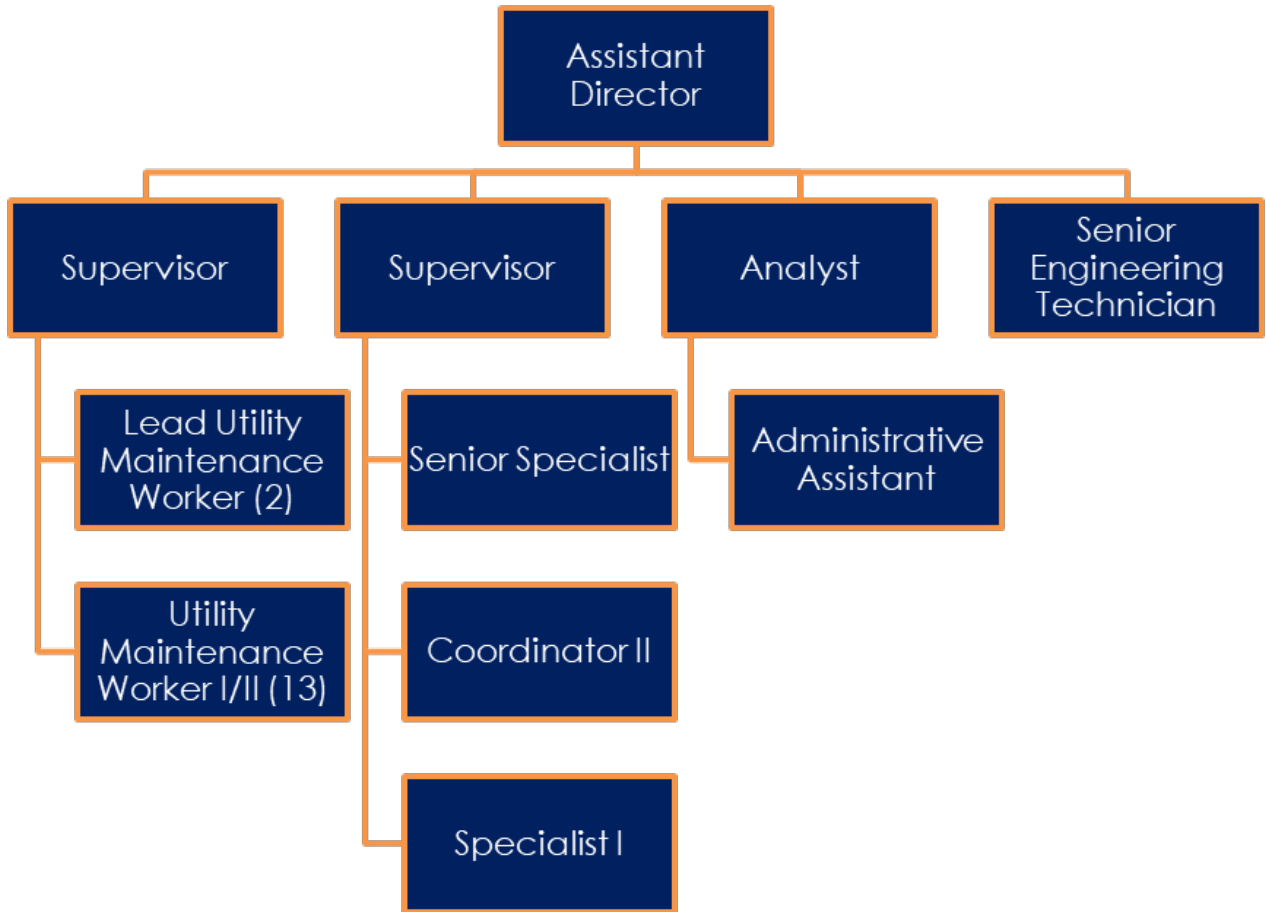 Assistant
Director
Supervisor
Supervisor
Analyst
Senior
Engineering
Technician
Lead Utility
Maintenance
Worker (2)
Senior Specialist
Administrative
Assistant
Utility
Maintenance
Worker I/II (13)
Coordinator II
Specialist I